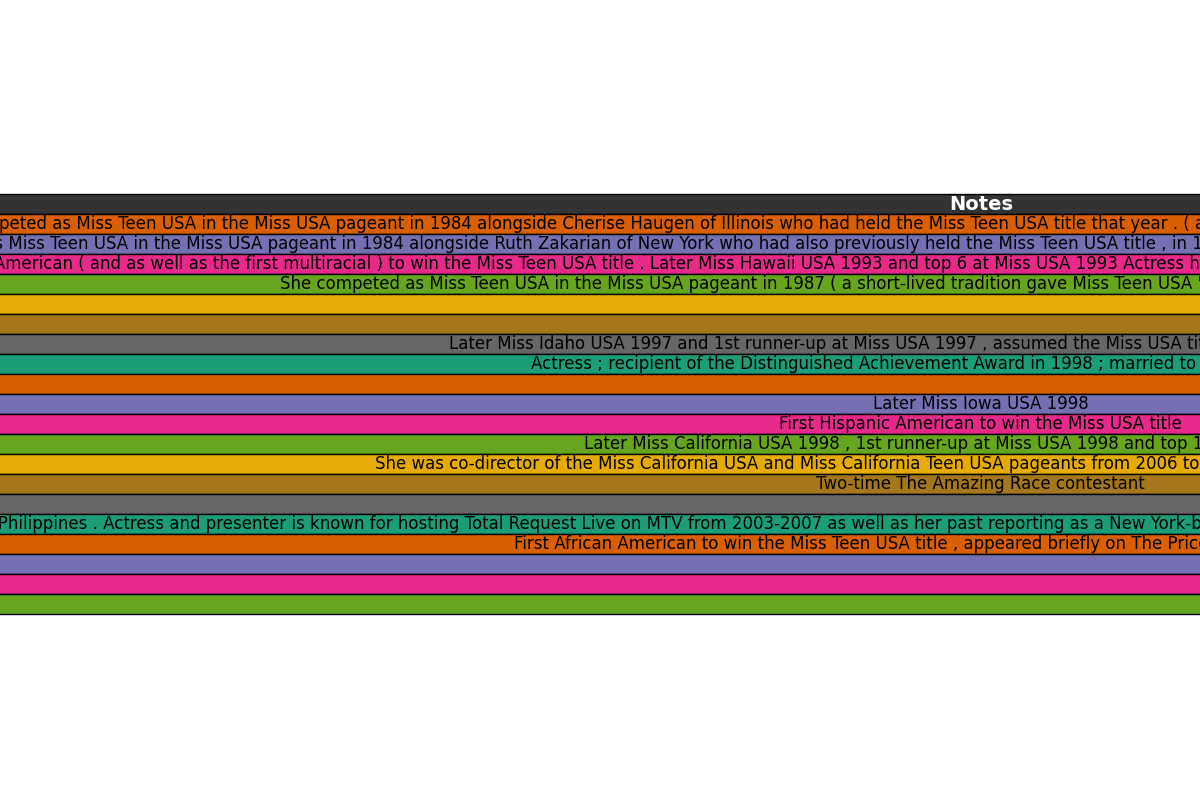 Notes
as Miss Teen USA in the Miss USA pageant in 1984 alongside Cherise Haugen of Illinois who had held the Miss Teen USA title that year . (
Miss Teen USA in the Miss USA pageant in 1984 alongside Ruth Zakarian of New York who had also previously held the Miss Teen USA title , in
American ( and as well as the first multiracial ) to win the Miss Teen USA title . Later Miss Hawaii USA 1993 and top 6 at Miss USA 1993 Actress
She competed as Miss Teen USA in the Miss USA pageant in 1987 ( a short-lived tradition gave Miss Teen USA
Later Miss Idaho USA 1997 and 1st runner-up at Miss USA 1997 , assumed the Miss USA
Actress ; recipient of the Distinguished Achievement Award in 1998 ; married to
Later Miss Iowa USA 1998
First Hispanic American to win the Miss USA title
Later Miss California USA 1998 , 1st runner-up at Miss USA 1998 and top
She was co-director of the Miss California USA and Miss California Teen USA pageants from 2006 to
Two-time The Amazing Race contestant
Philippines . Actress and presenter is known for hosting Total Request Live on MTV from 2003-2007 as well as her past reporting as a New
First African American to win the Miss Teen USA title , appeared briefly on The